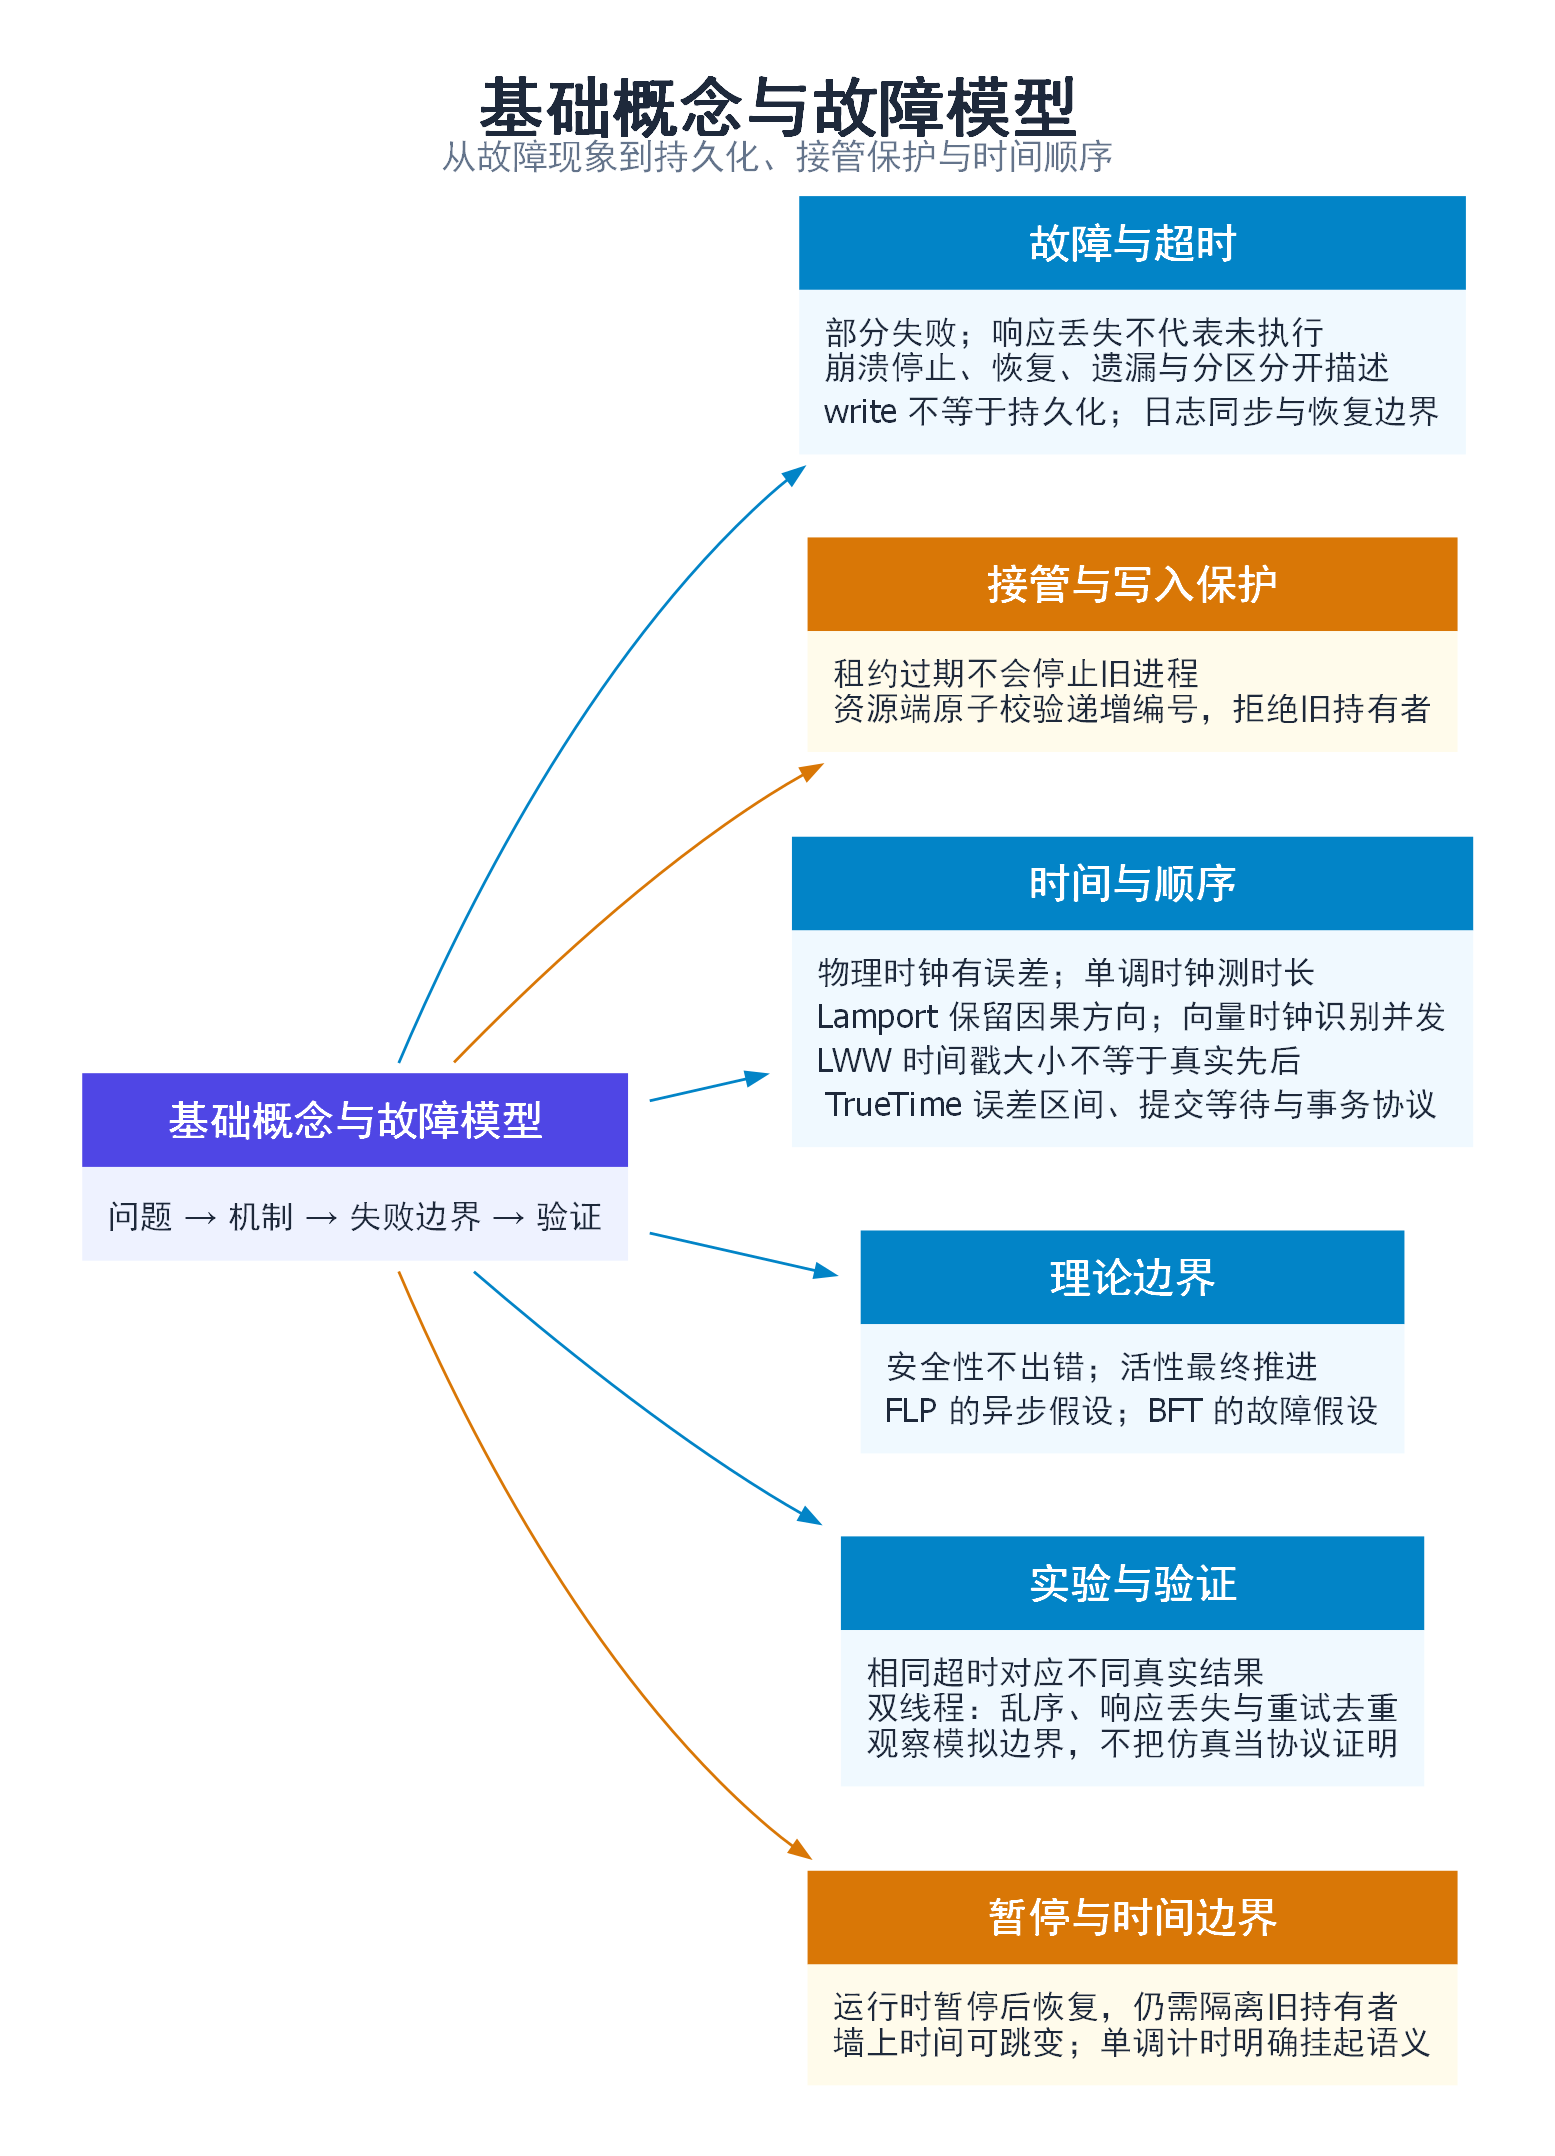 基础概念与故障模型
从故障现象到持久化、接管保护与时间顺序
故障与超时
部分失败；响应丢失不代表未执行
崩溃停止、恢复、遗漏与分区分开描述
write 不等于持久化；日志同步与恢复边界
接管与写入保护
租约过期不会停止旧进程
资源端原子校验递增编号，拒绝旧持有者
时间与顺序
物理时钟有误差；单调时钟测时长
Lamport 保留因果方向；向量时钟识别并发
LWW 时间戳大小不等于真实先后
TrueTime 误差区间、提交等待与事务协议
基础概念与故障模型
问题 → 机制 → 失败边界 → 验证
理论边界
安全性不出错；活性最终推进
FLP 的异步假设；BFT 的故障假设
实验与验证
相同超时对应不同真实结果
双线程：乱序、响应丢失与重试去重
观察模拟边界，不把仿真当协议证明
暂停与时间边界
运行时暂停后恢复，仍需隔离旧持有者
墙上时间可跳变；单调计时明确挂起语义